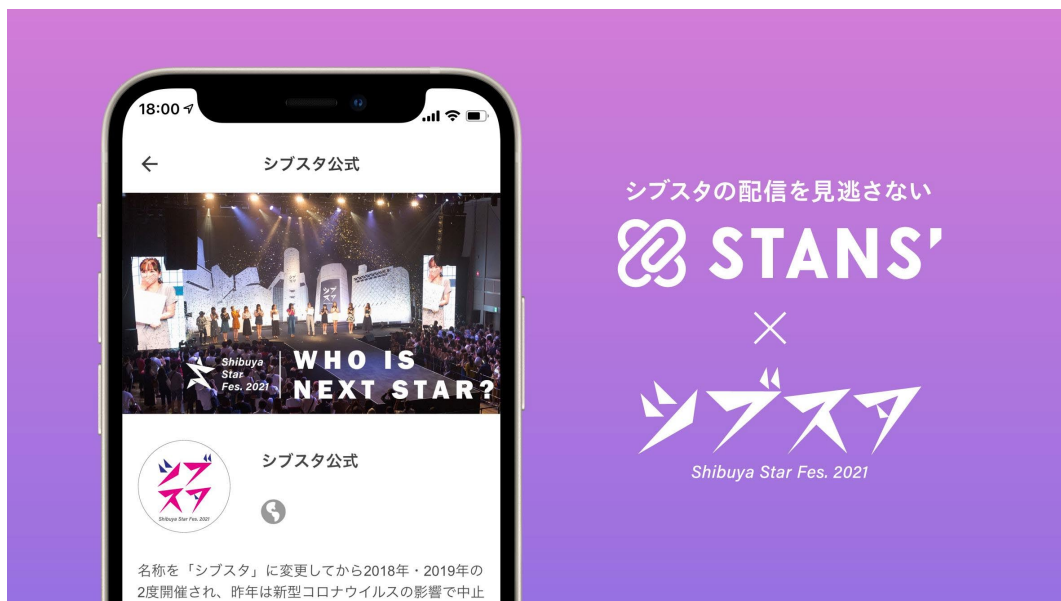 18:00
シブスタ公式
Shibuya
Star
Fes. 2021
WHO IS
NEXT STAR?
シブスタ
Shibuya Star Fes. 2021
シブスタ公式
名称を「シブスタ」に変更してから2018年・2019年の
2度開催され、昨年は新型コロナウイルスの影響で中止
シブスタの配信を見逃さない
STANS'
×
シブスタ
Shibuya Star Fes. 2021